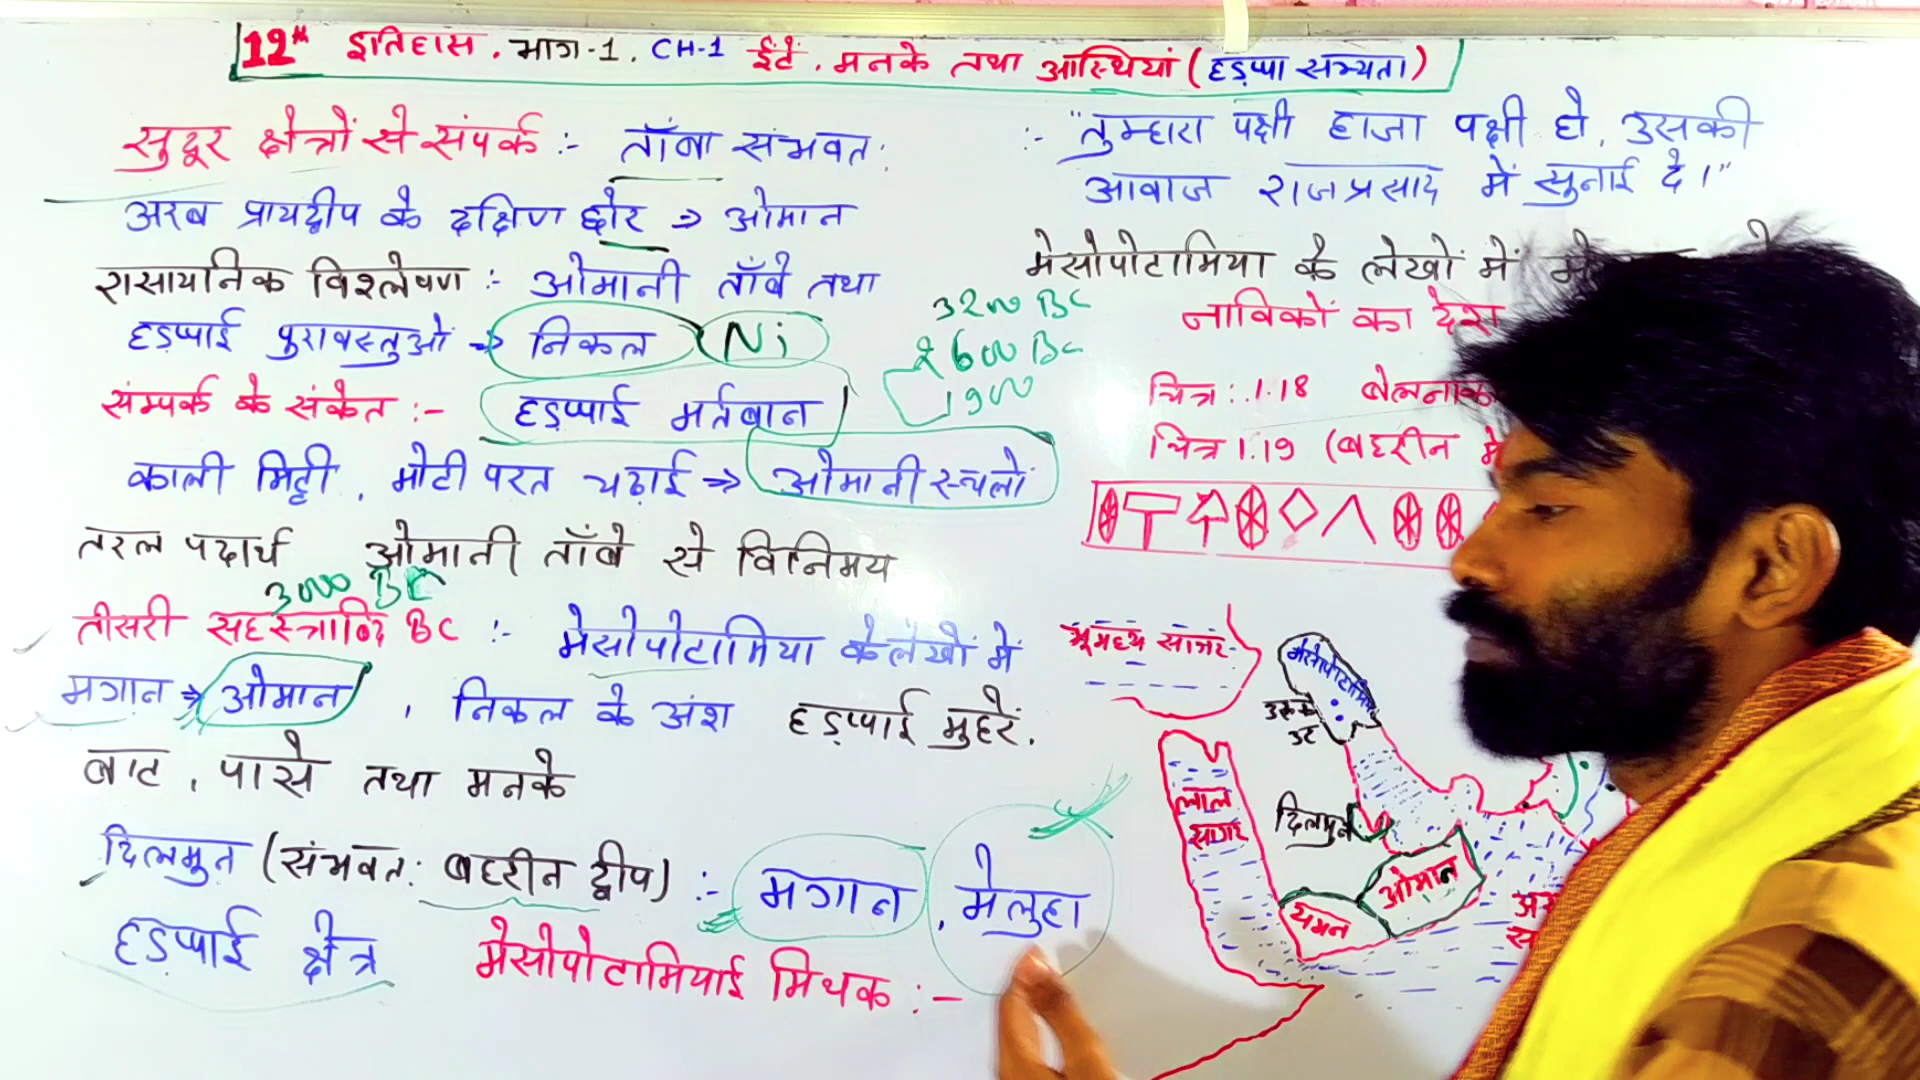 12th इतिहास. भाग-1. CH-1 ईंटें. मनके तथा अस्थियां (हड़प्पा सभ्यता)
सुदूर क्षेत्रों से संपर्क :- ताँबा संभवत:
अरब प्रायद्वीप के दक्षिण छोर ⇒ ओमान
रासायनिक विश्लेषण :- ओमानी ताँबे तथा
हड़प्पाई पुरावस्तुओं ⇒ निकल Ni
संम्पर्क के संकेत :- हड़प्पाई मर्तबान
काली मिट्टी, मोटी परत चढ़ाई ⇒ ओमानी स्थलों
तरल पदार्थ ओमानी ताँबे से विनिमय
3000 BC
तीसरी सहस्त्राब्दि BC :- मेसोपोटामिया के लेखों में
मगान ⇒ ओमान, निकल के अंश हड़प्पाई मुहरें.
बाट, पासे तथा मनके
दिलमुन (संभवत: बहरीन द्वीप) :- मगान, मेलुहा
हड़प्पाई क्षेत्र मेसोपोटामियाई मिथक :-
3200 BC
2600 BC
1900
:- "तुम्हारा पक्षी हाजा पक्षी हो, उसकी
आवाज राजप्रसाद में सुनाई दे।"
मेसोपोटामिया के लेखों में
नाविकों का देश
चित्र :. 1.18
चित्र 1.19 (बहरीन में
भूमध्य सागर
मेसोपोटामिया
उरुक
उर
लाल
सागर
दिलमुन
ओमान
यमन